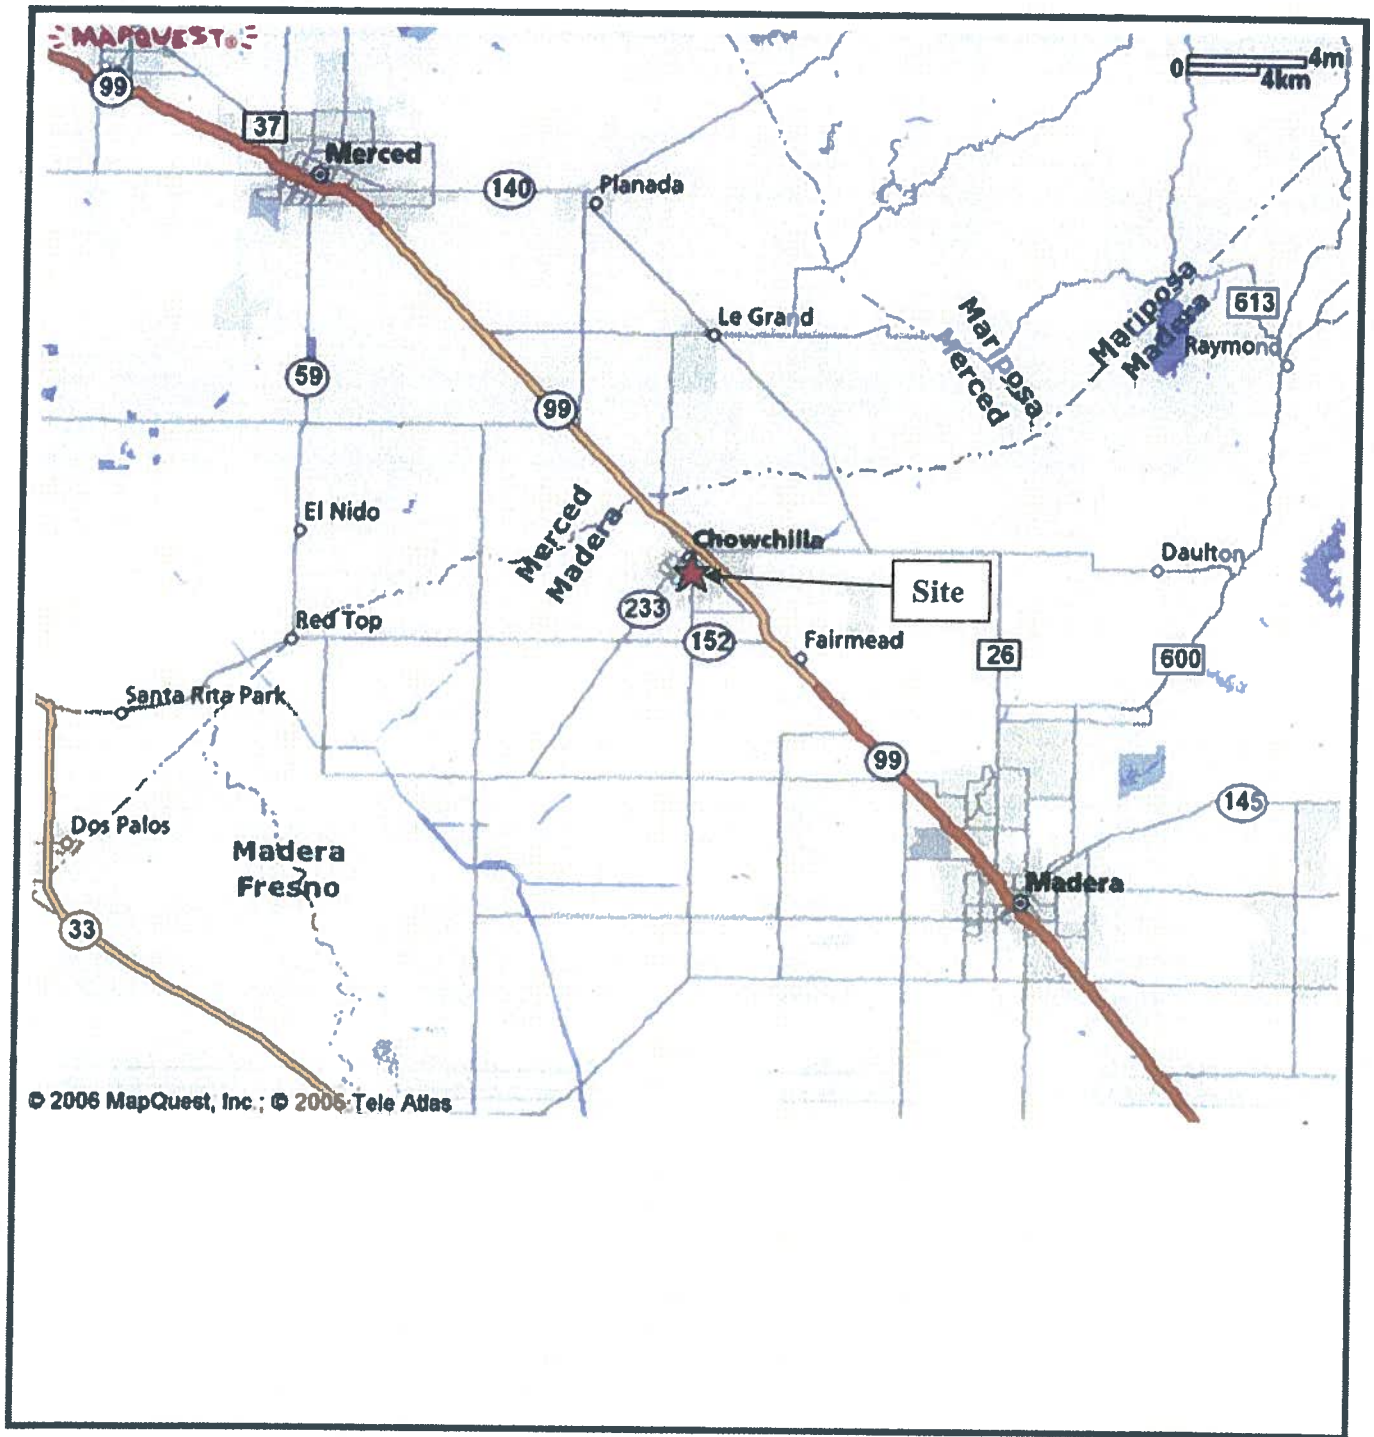 MAPQUEST®
0 4mi
4km
99
37
Merced
140
Planada
Mariposa
Madera
613
Le Grand
Mariposa
Merced
Raymond
59
99
El Nido
Merced
Madera
Chowchilla
Daulton
Site
233
Red Top
152
Fairmead
26
600
Santa Rita Park
99
145
Dos Palos
Madera
Fresno
Madera
33
© 2006 MapQuest, Inc.; © 2006 Tele Atlas